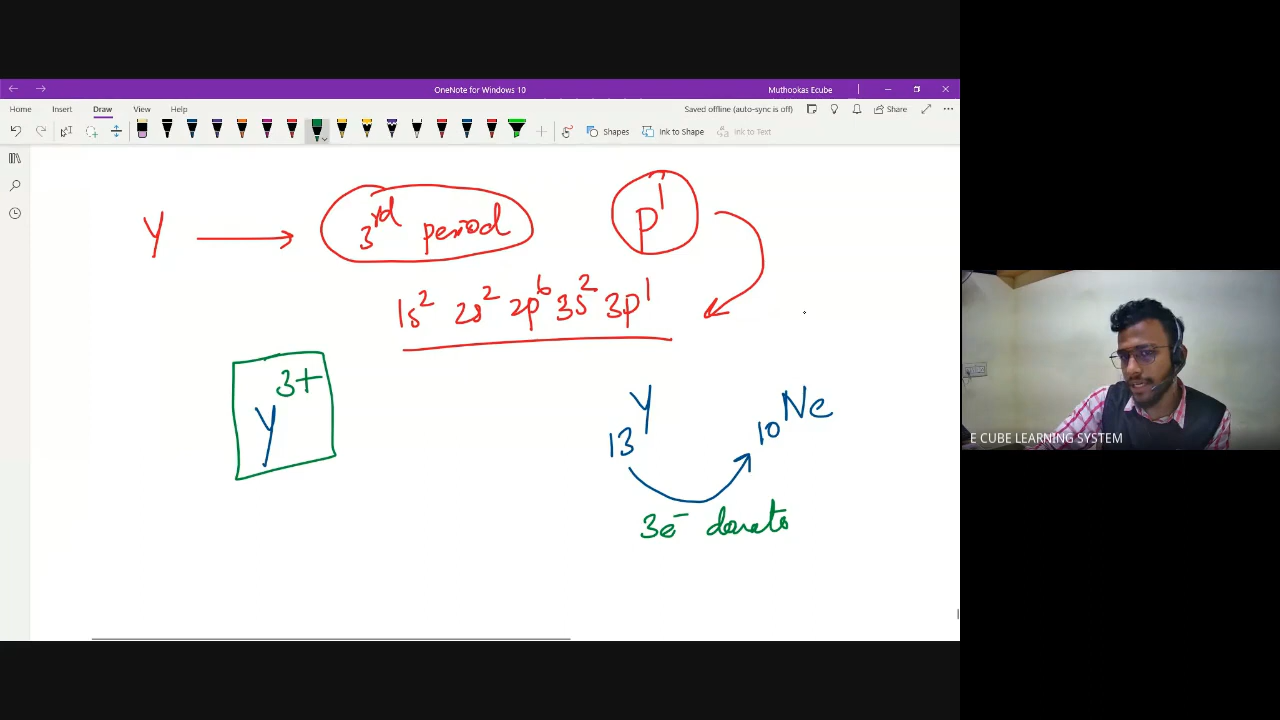 OneNote for Windows 10
Muthookas Ecube
Home Insert Draw View Help
Saved offline (auto-sync is off)
Share
Shapes
Ink to Shape
Ink to Text
Y → 3rd period p1
1s2 2s2 2p6 3s2 3p1
Y3+
13Y 10Ne
3e- donate
E CUBE LEARNING SYSTEM